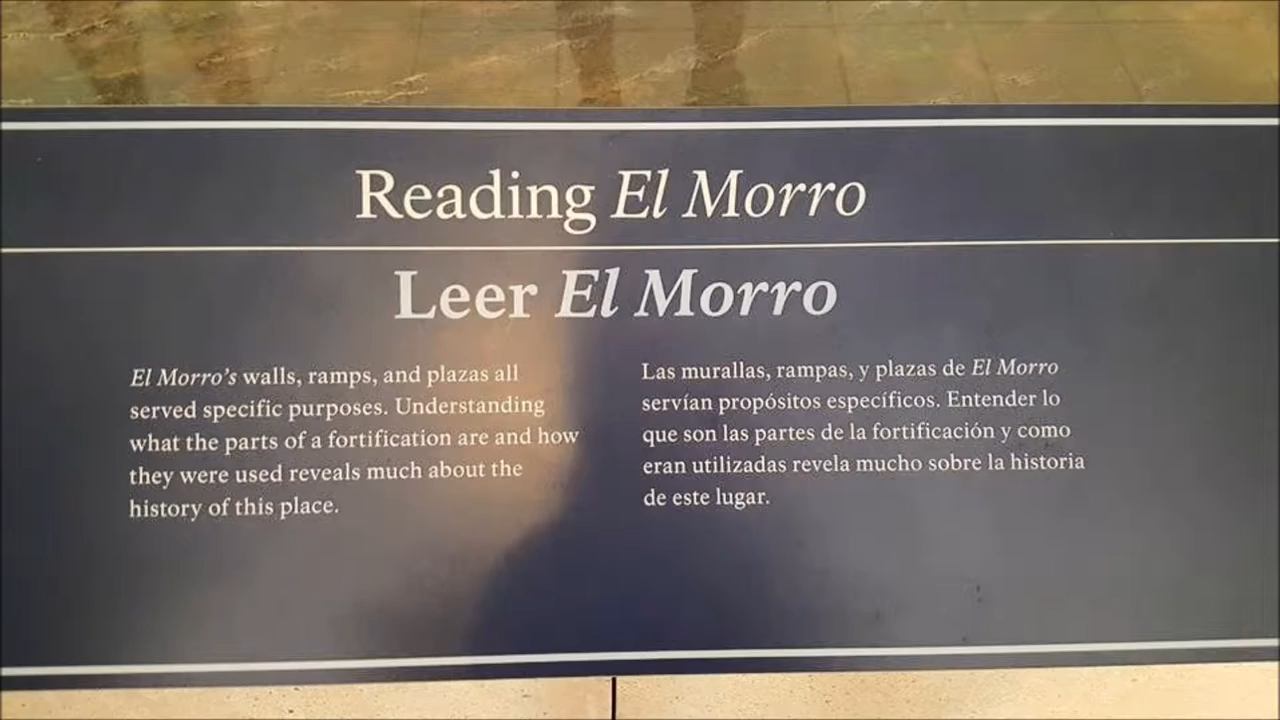 Reading El Morro
Leer El Morro
El Morro's walls, ramps, and plazas all
served specific purposes. Understanding
what the parts of a fortification are and how
they were used reveals much about the
history of this place.
Las murallas, rampas, y plazas de El Morro
servían propósitos específicos. Entender lo
que son las partes de la fortificación y como
eran utilizadas revela mucho sobre la historia
de este lugar.